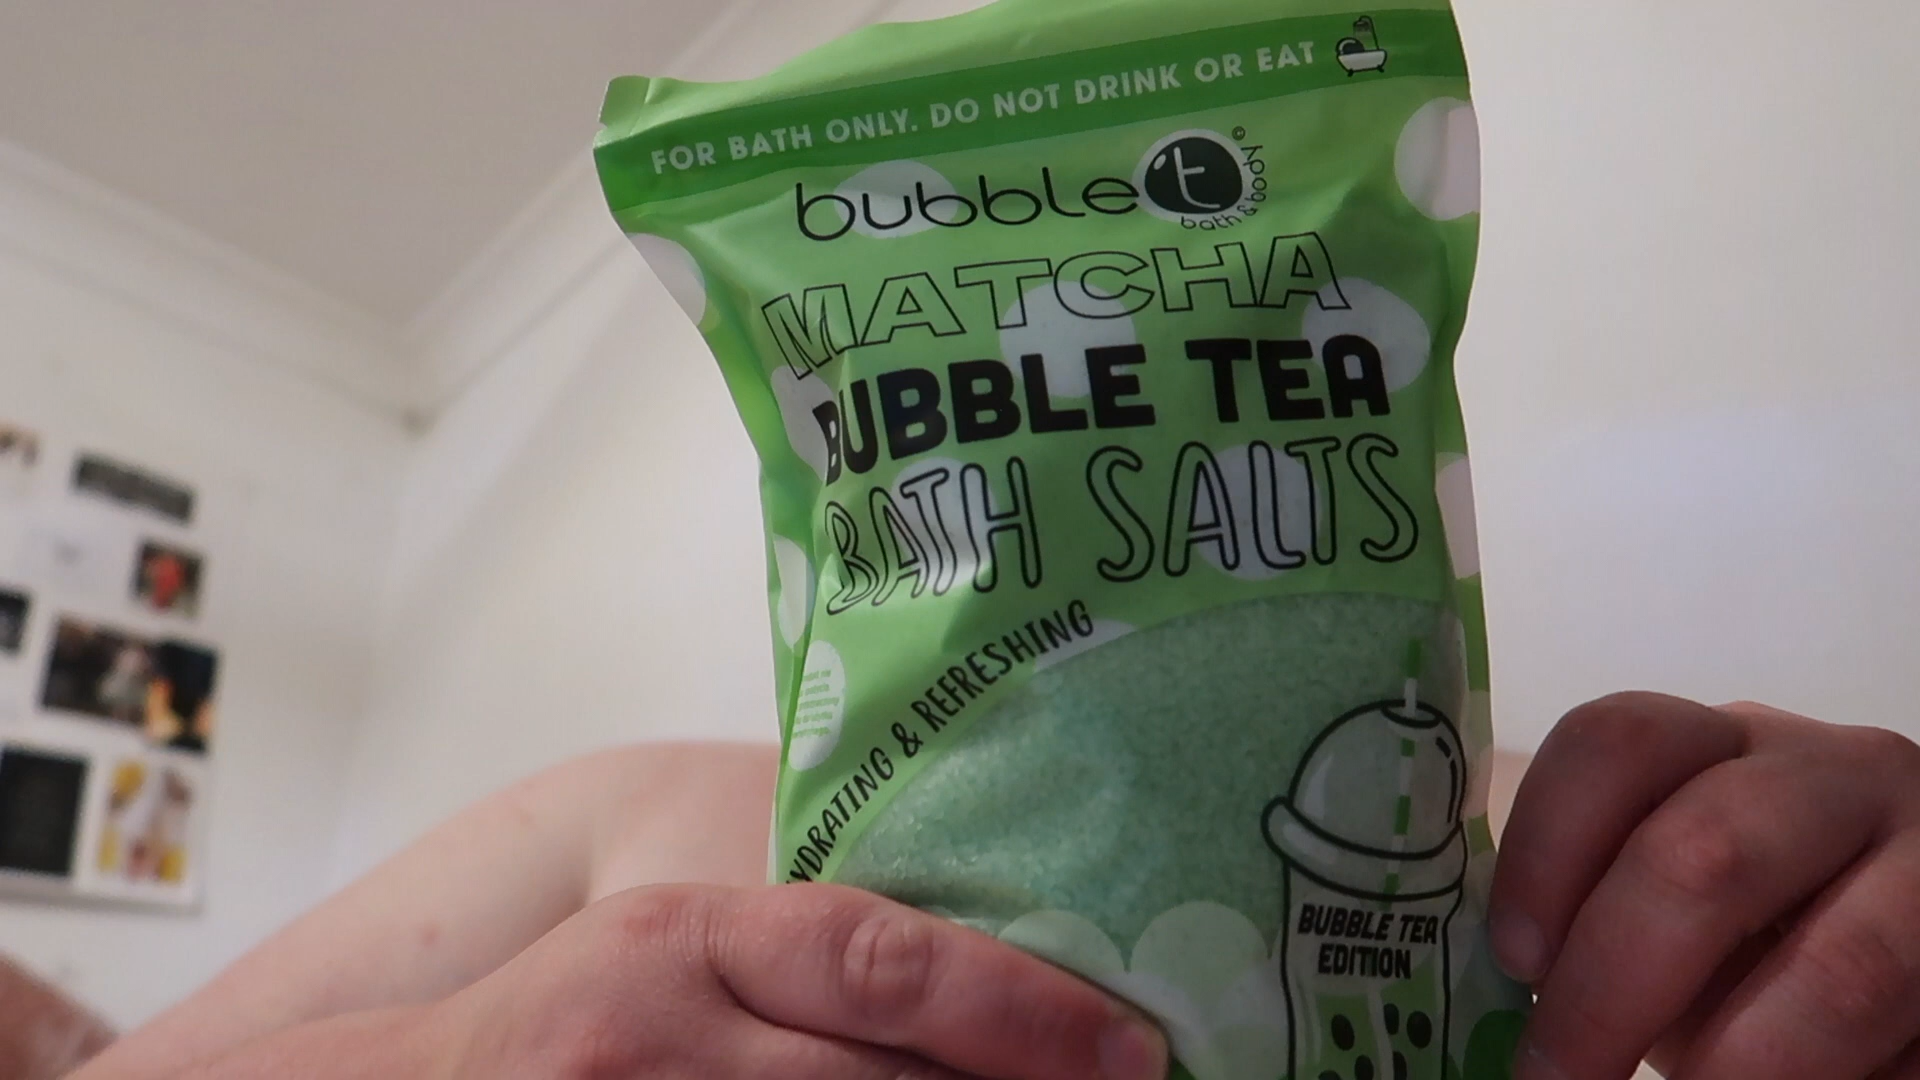 FOR BATH ONLY. DO NOT DRINK OR EAT
bubble t
bath & body
MATCHA
BUBBLE TEA
BATH SALTS
HYDRATING & REFRESHING
BUBBLE TEA
EDITION